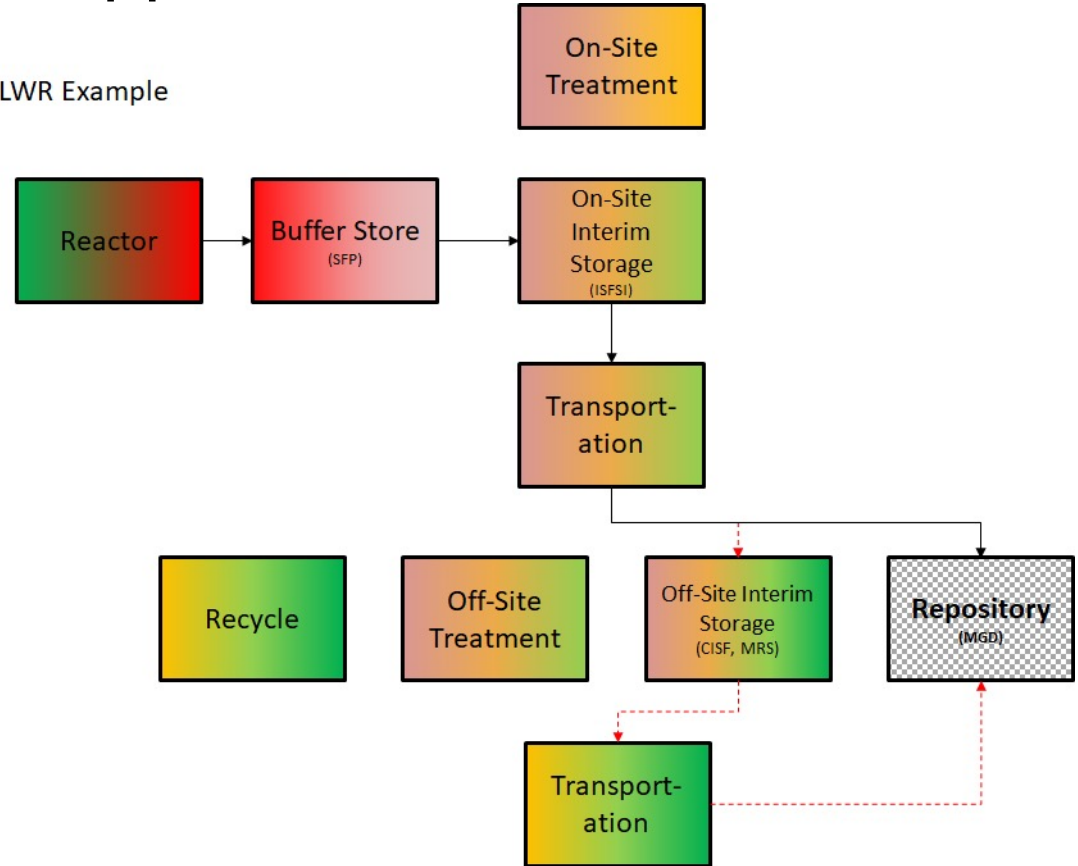 On-Site
Treatment
LWR Example
Reactor
Buffer Store
(SFP)
On-Site
Interim
Storage
(ISFSI)
Transport-
ation
Recycle
Off-Site
Treatment
Off-Site Interim
Storage
(CISF, MRS)
Repository
(MGD)
Transport-
ation